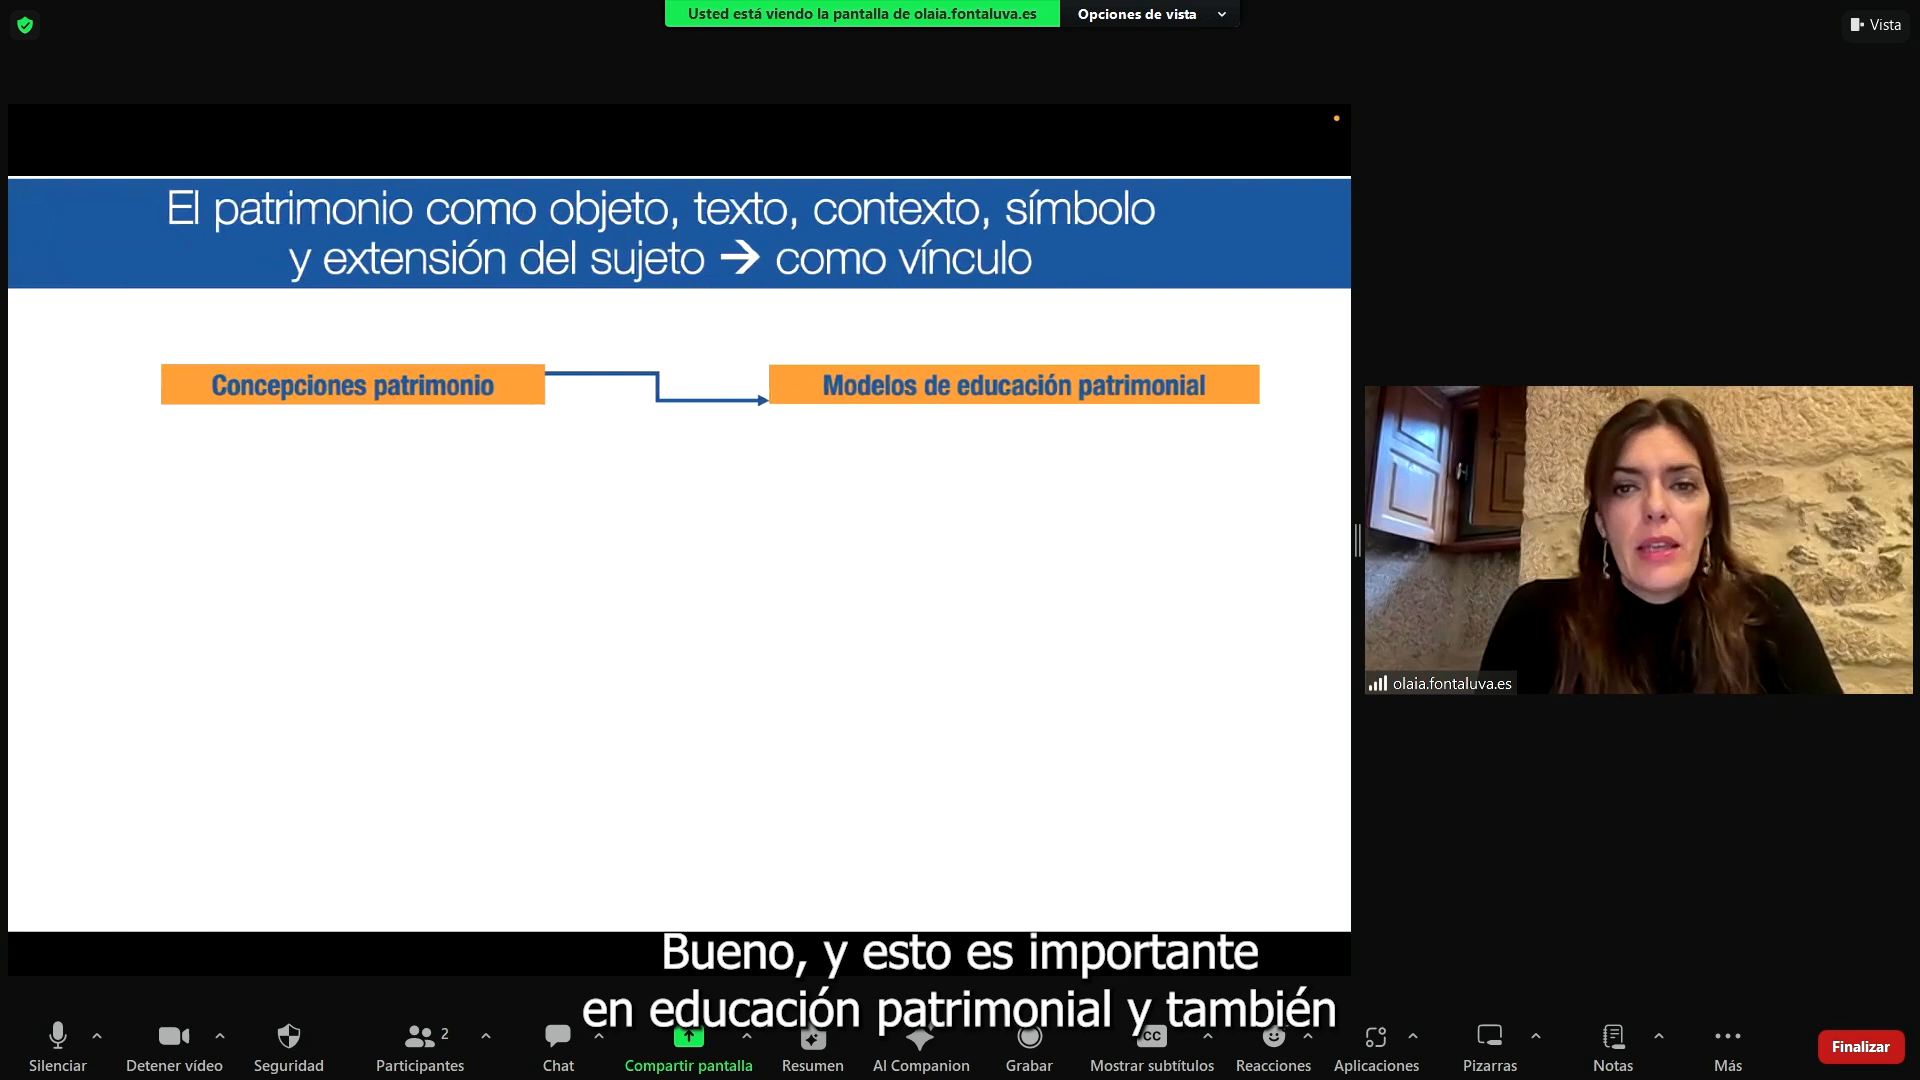 Usted está viendo la pantalla de olaia.fontaluva.es
Opciones de vista
Vista
El patrimonio como objeto, texto, contexto, símbolo
y extensión del sujeto → como vínculo
Concepciones patrimonio
Modelos de educación patrimonial
olaia.fontaluva.es
Bueno, y esto es importante
en educación patrimonial y también
2
CC
Silenciar
Detener vídeo
Seguridad
Participantes
Chat
Compartir pantalla
Resumen
AI Companion
Grabar
Mostrar subtítulos
Reacciones
Aplicaciones
Pizarras
Notas
Más
Finalizar